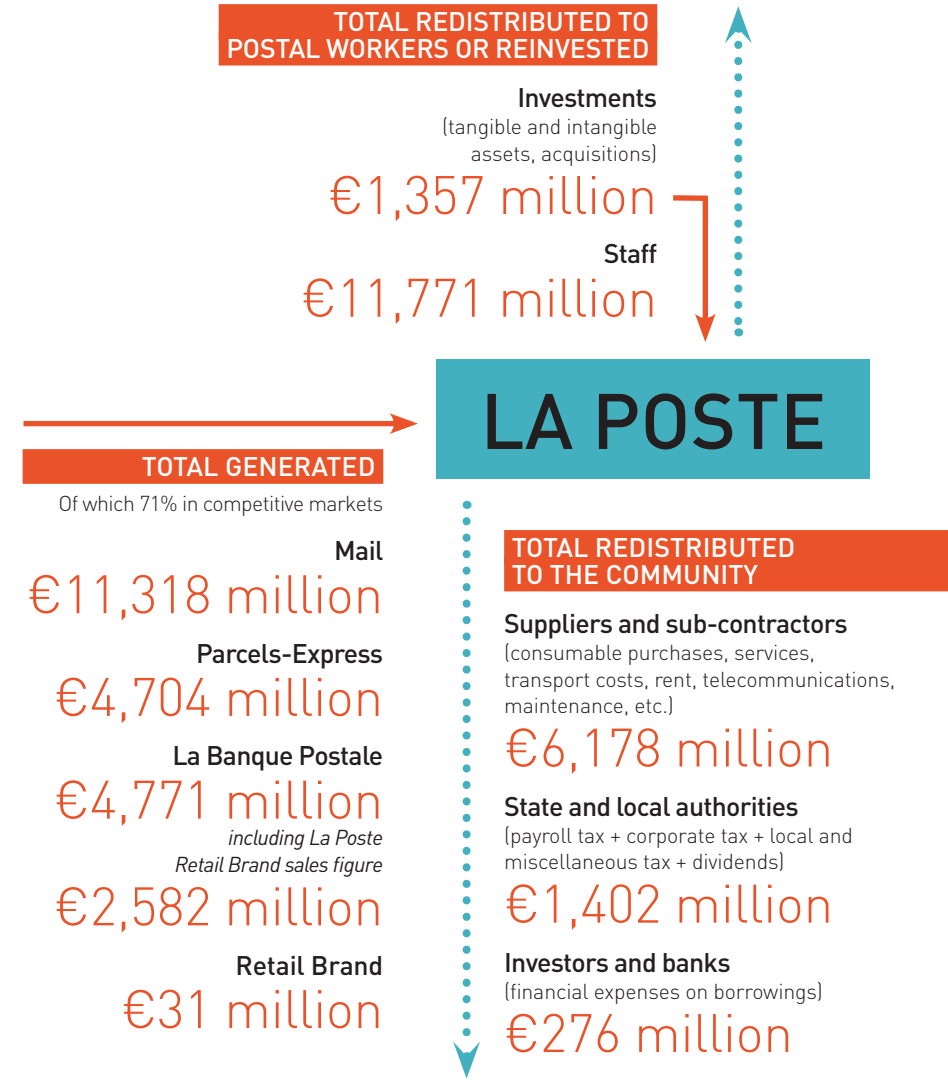 TOTAL REDISTRIBUTED TO
POSTAL WORKERS OR REINVESTED
Investments
(tangible and intangible
assets, acquisitions)
€1,357 million
Staff
€11,771 million
LA POSTE
TOTAL GENERATED
Of which 71% in competitive markets
Mail
€11,318 million
Parcels-Express
€4,704 million
La Banque Postale
€4,771 million
including La Poste
Retail Brand sales figure
€2,582 million
Retail Brand
€31 million
TOTAL REDISTRIBUTED
TO THE COMMUNITY
Suppliers and sub-contractors
(consumable purchases, services,
transport costs, rent, telecommunications,
maintenance, etc.)
€6,178 million
State and local authorities
(payroll tax + corporate tax + local and
miscellaneous tax + dividends)
€1,402 million
Investors and banks
(financial expenses on borrowings)
€276 million